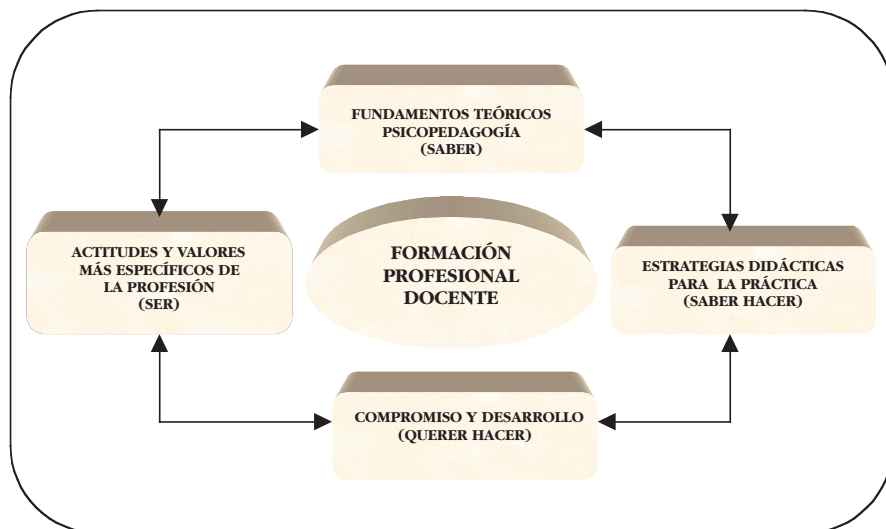 FUNDAMENTOS TEÓRICOS
PSICOPEDAGOGÍA
(SABER)
ACTITUDES Y VALORES
MÁS ESPECÍFICOS DE
LA PROFESIÓN
(SER)
FORMACIÓN
PROFESIONAL
DOCENTE
ESTRATEGIAS DIDÁCTICAS
PARA LA PRÁCTICA
(SABER HACER)
COMPROMISO Y DESARROLLO
(QUERER HACER)